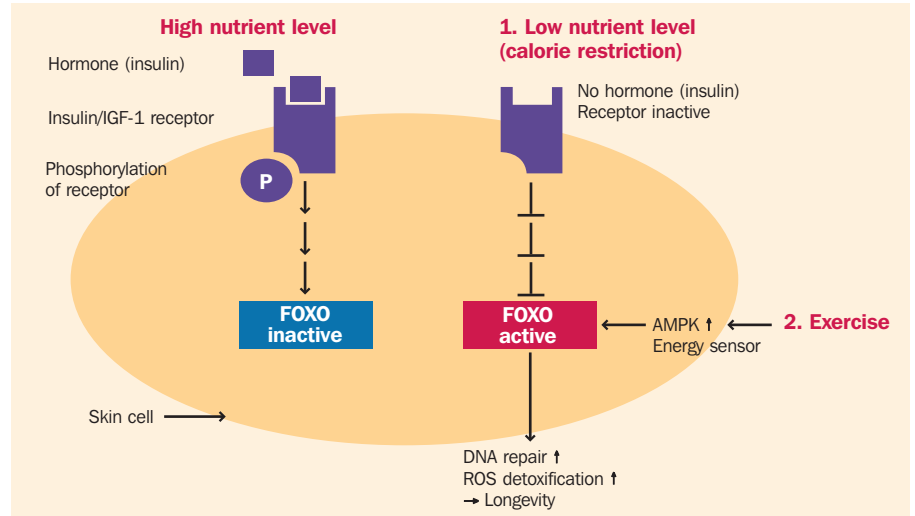 High nutrient level
Hormone (insulin)
Insulin/IGF-1 receptor
Phosphorylation
of receptor
P
FOXO
inactive
1. Low nutrient level
(calorie restriction)
No hormone (insulin)
Receptor inactive
FOXO
active
AMPK ↑
Energy sensor
2. Exercise
Skin cell
DNA repair ↑
ROS detoxification ↑
→ Longevity